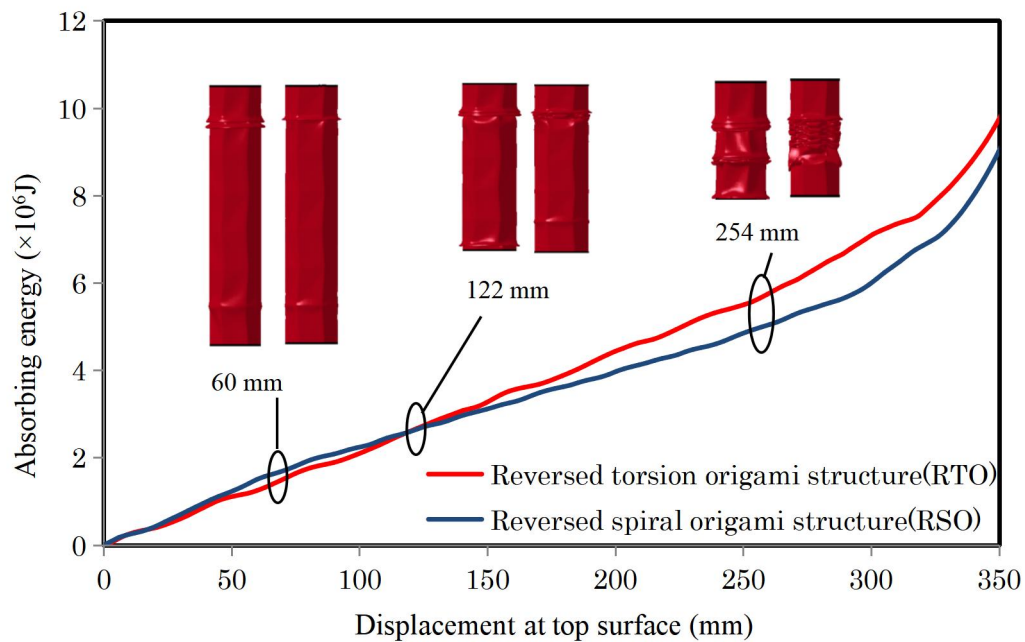 12
10
8
6
4
2
0
Absorbing energy (×10⁶J)
60 mm
122 mm
254 mm
Reversed torsion origami structure(RTO)
Reversed spiral origami structure(RSO)
0 50 100 150 200 250 300 350
Displacement at top surface (mm)